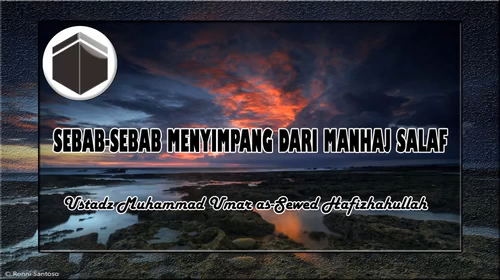 SEBAB-SEBAB MENYIMPANG DARI MANHAJ SALAF
Ustadz Muhammad Umar as-Sewed Hafizhahullah
© Ronni Santoso